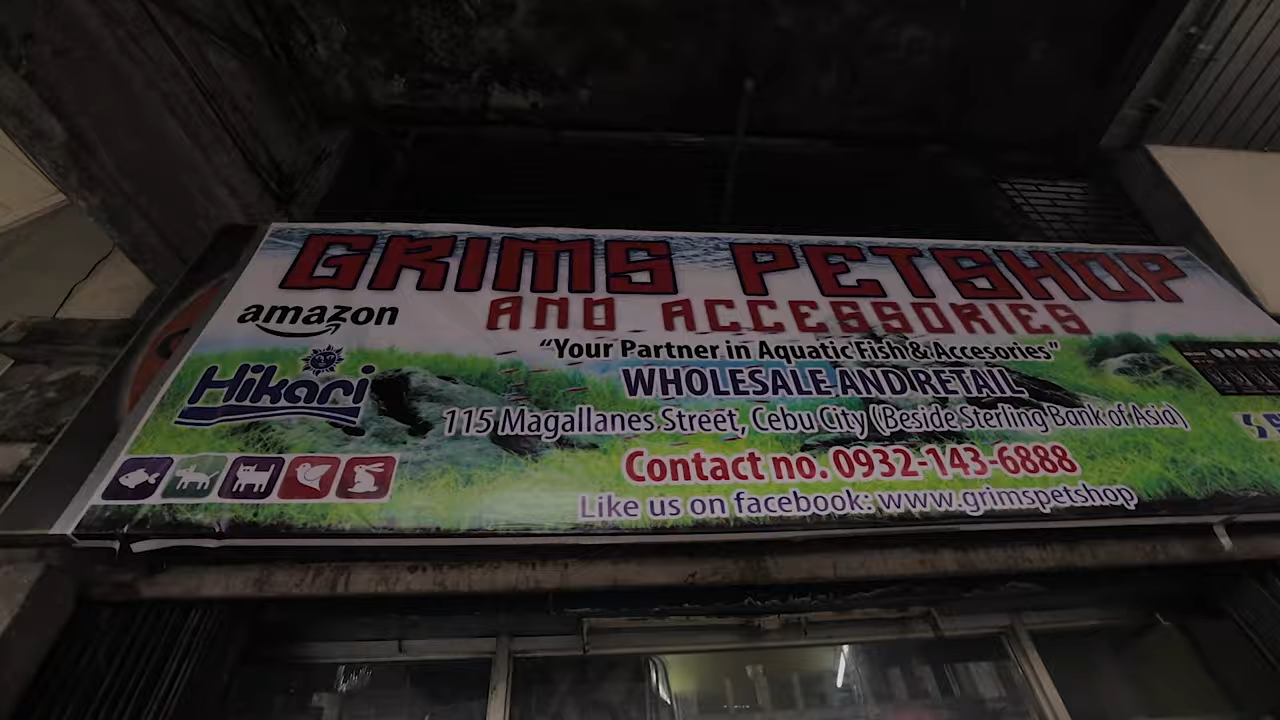 GRIMS PETSHOP
AND ACCESSORIES
amazon
Hikari
"Your Partner in Aquatic Fish & Accesories"
WHOLESALE AND RETAIL
115 Magallanes Street, Cebu City (Beside Sterling Bank of Asia)
Contact no. 0932-143-6888
Like us on facebook: www.grimspetshop